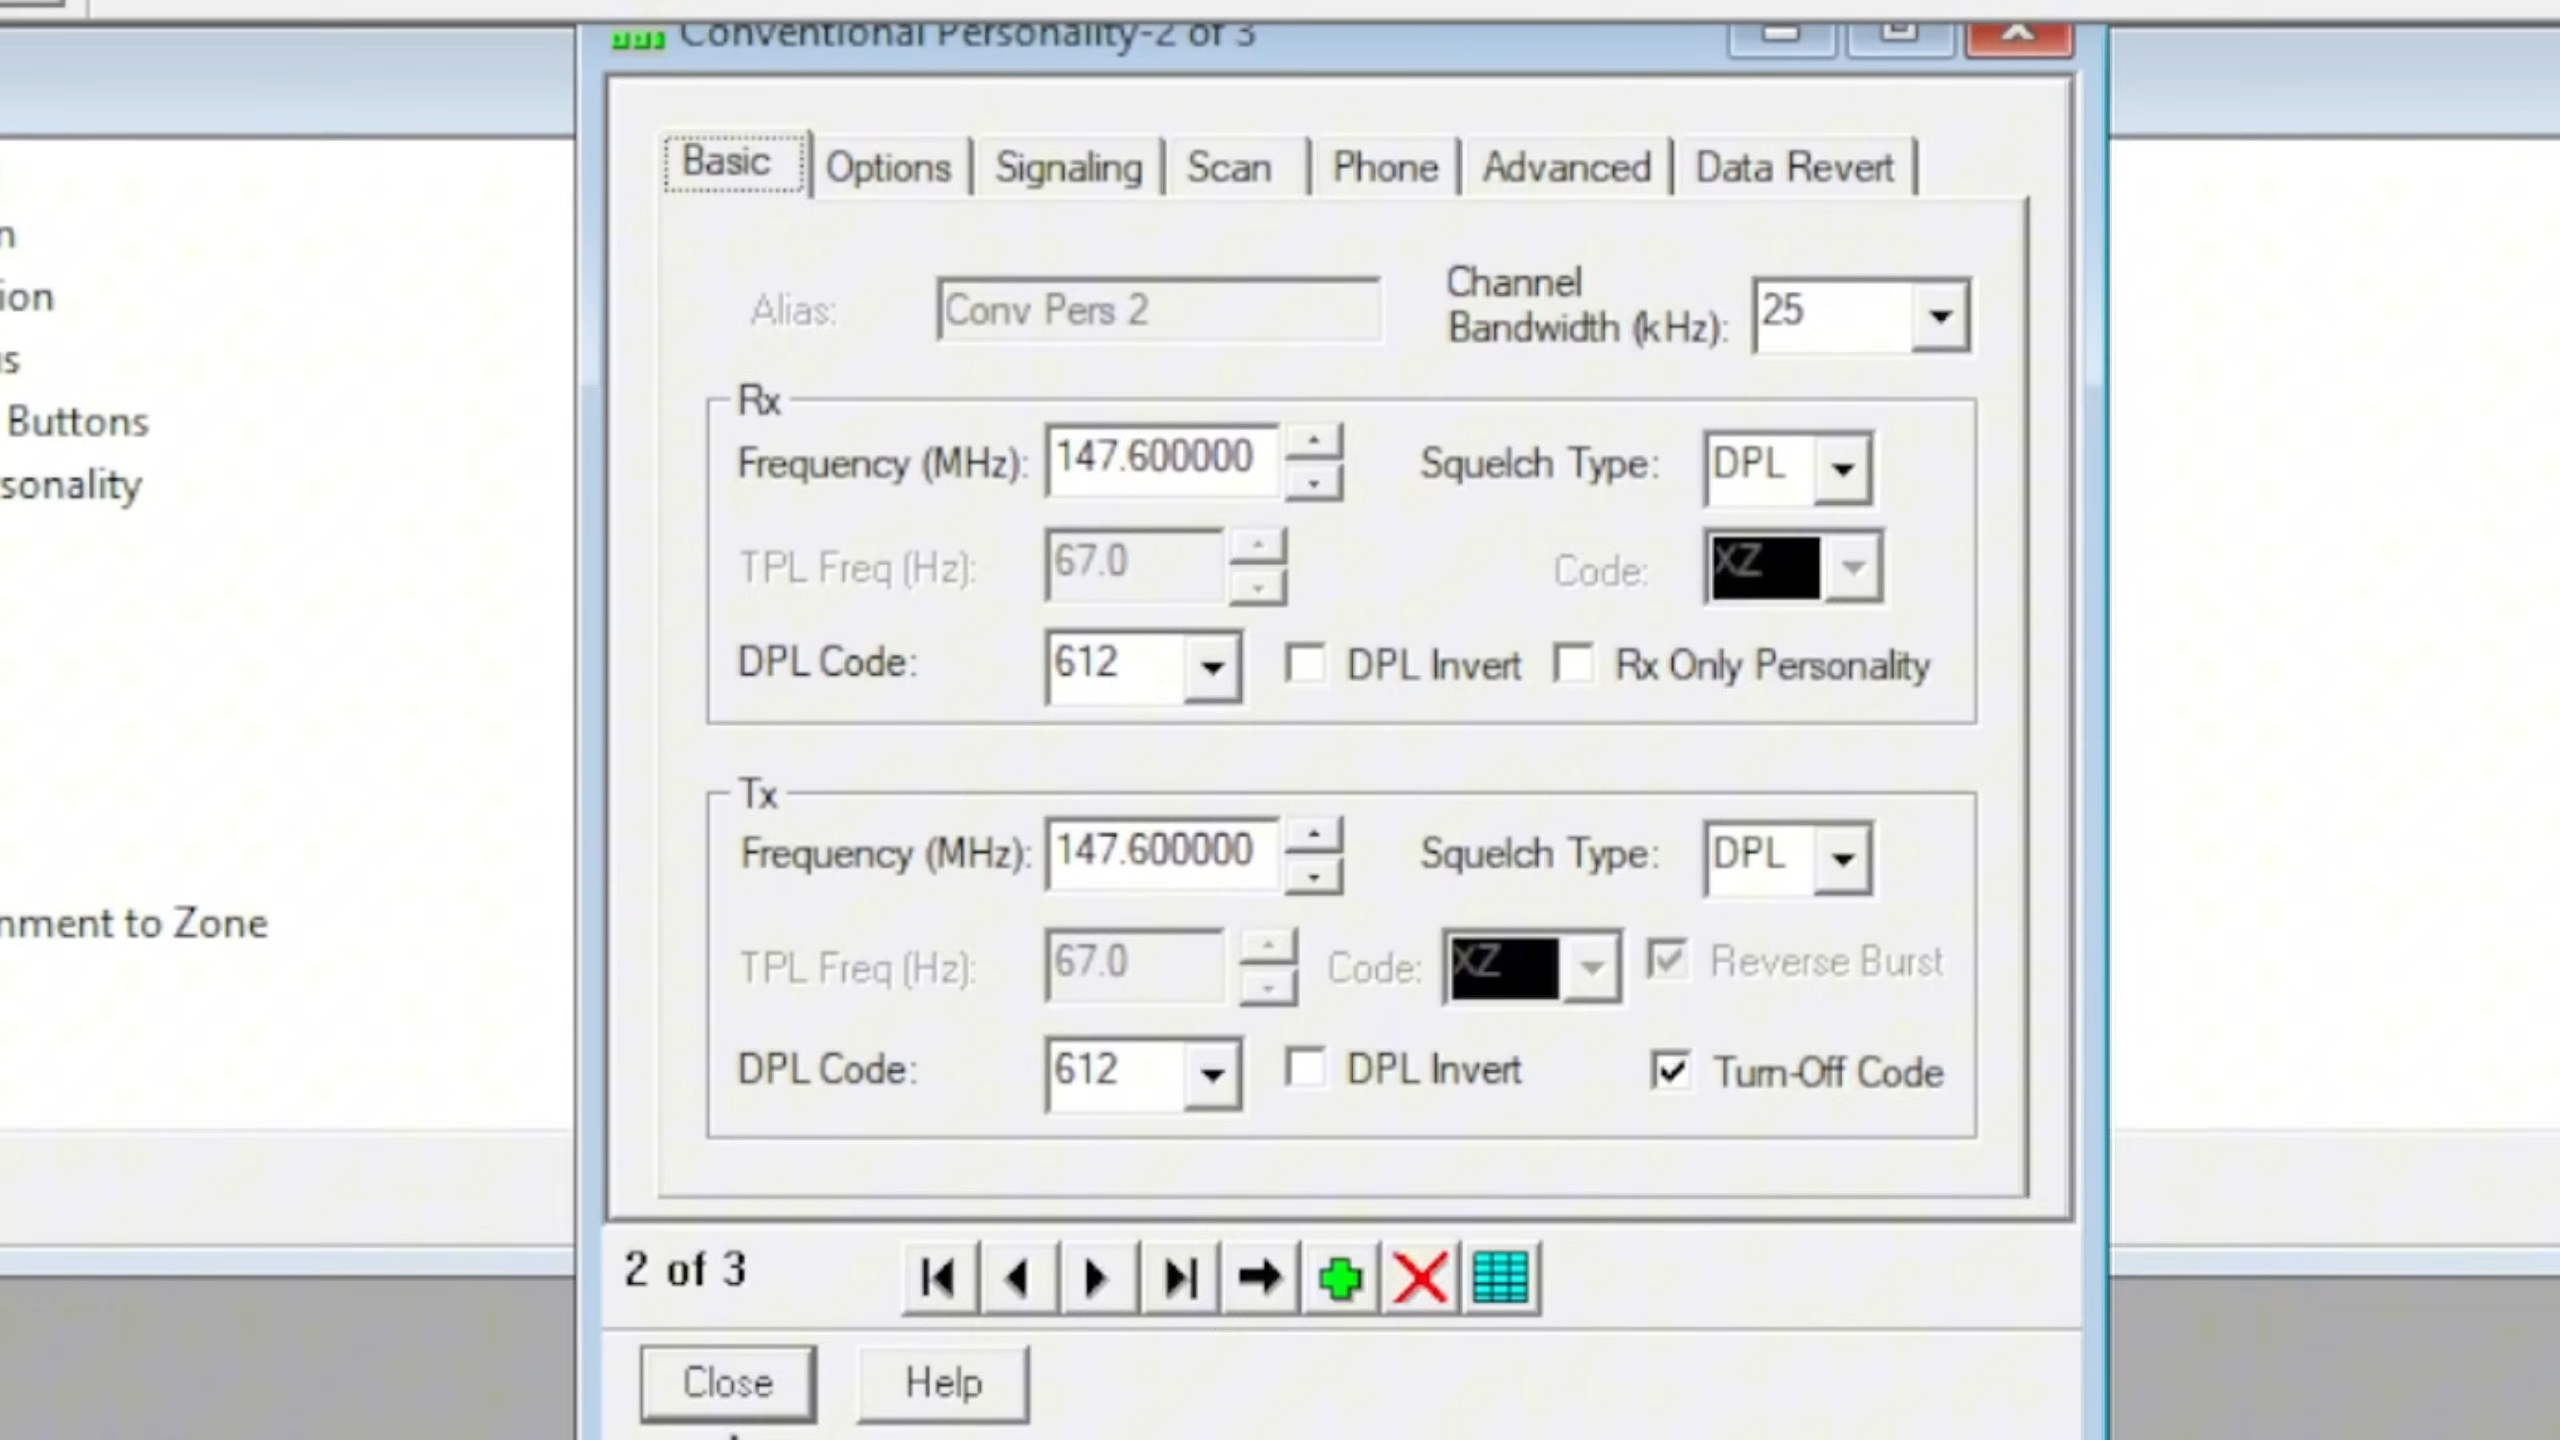 Conventional Personality-2 of 3
Basic Options Signaling Scan Phone Advanced Data Revert
n
ion
us
Buttons
sonality
nment to Zone
Alias: Conv Pers 2 Channel
Bandwidth (kHz): 25
Rx
Frequency (MHz): 147.600000 Squelch Type: DPL
TPL Freq (Hz): 67.0 Code: XZ
DPL Code: 612 DPL Invert Rx Only Personality
Tx
Frequency (MHz): 147.600000 Squelch Type: DPL
TPL Freq (Hz): 67.0 Code: XZ Reverse Burst
DPL Code: 612 DPL Invert Turn-Off Code
2 of 3
Close Help